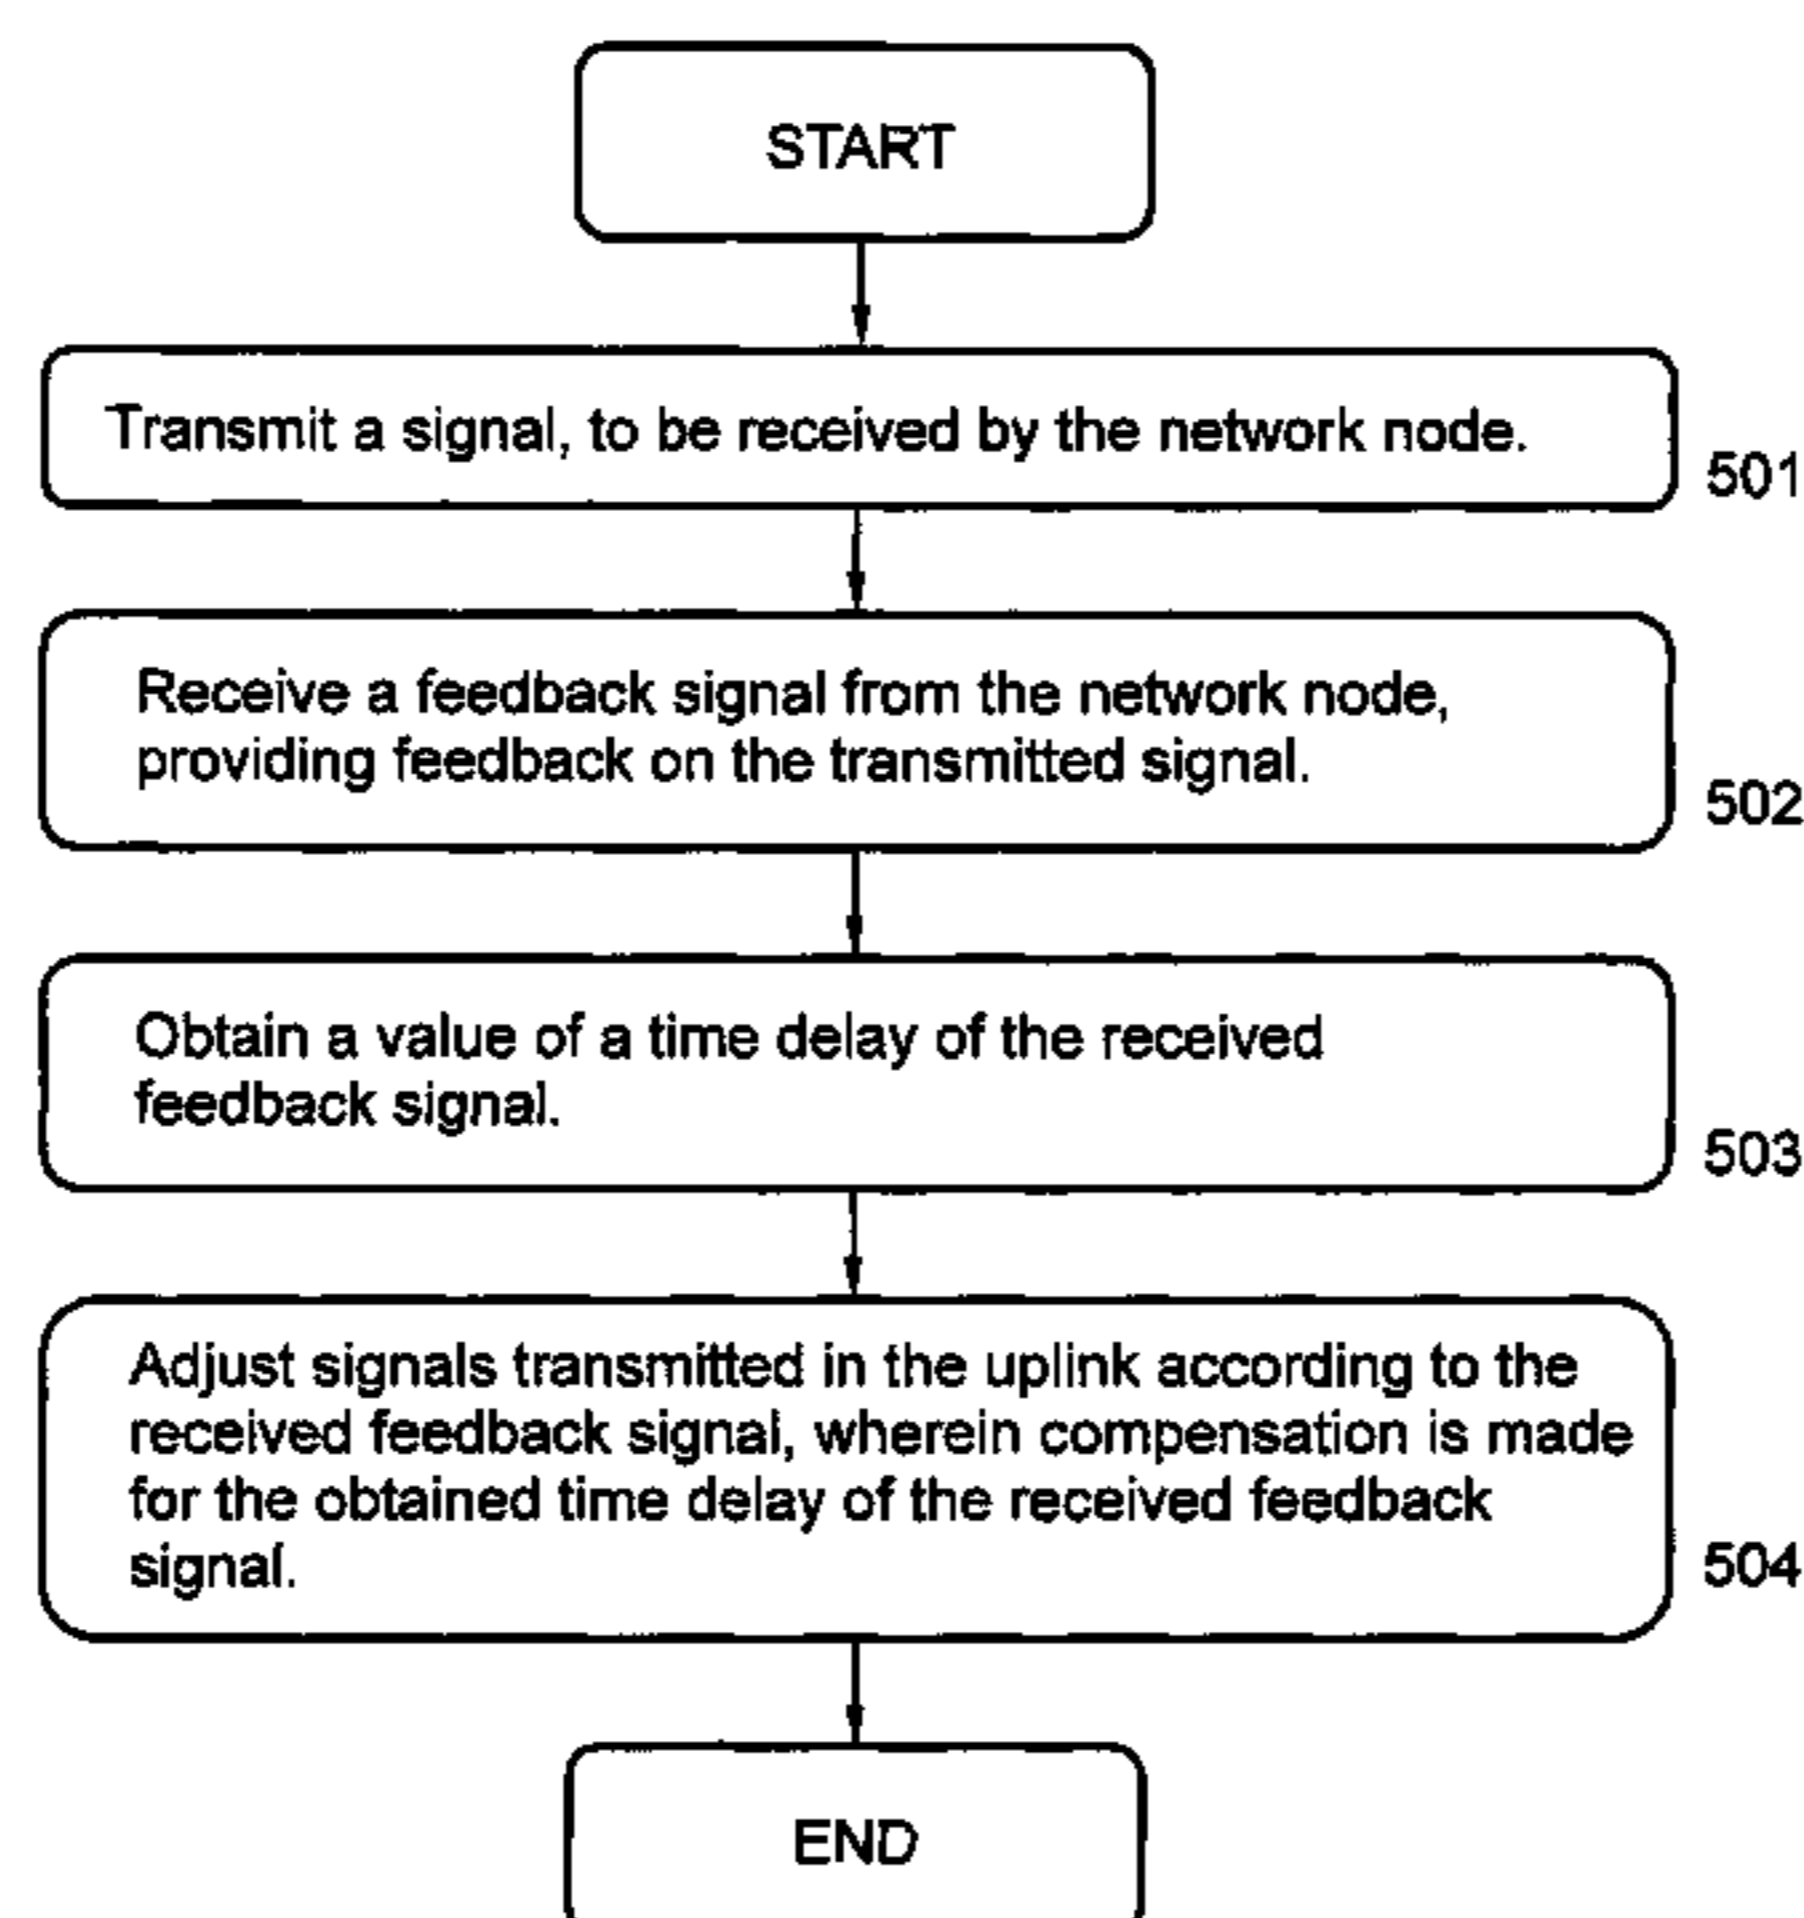 START
Transmit a signal, to be received by the network node.
501
Receive a feedback signal from the network node,
providing feedback on the transmitted signal.
502
Obtain a value of a time delay of the received
feedback signal.
503
Adjust signals transmitted in the uplink according to the
received feedback signal, wherein compensation is made
for the obtained time delay of the received feedback
signal.
504
END